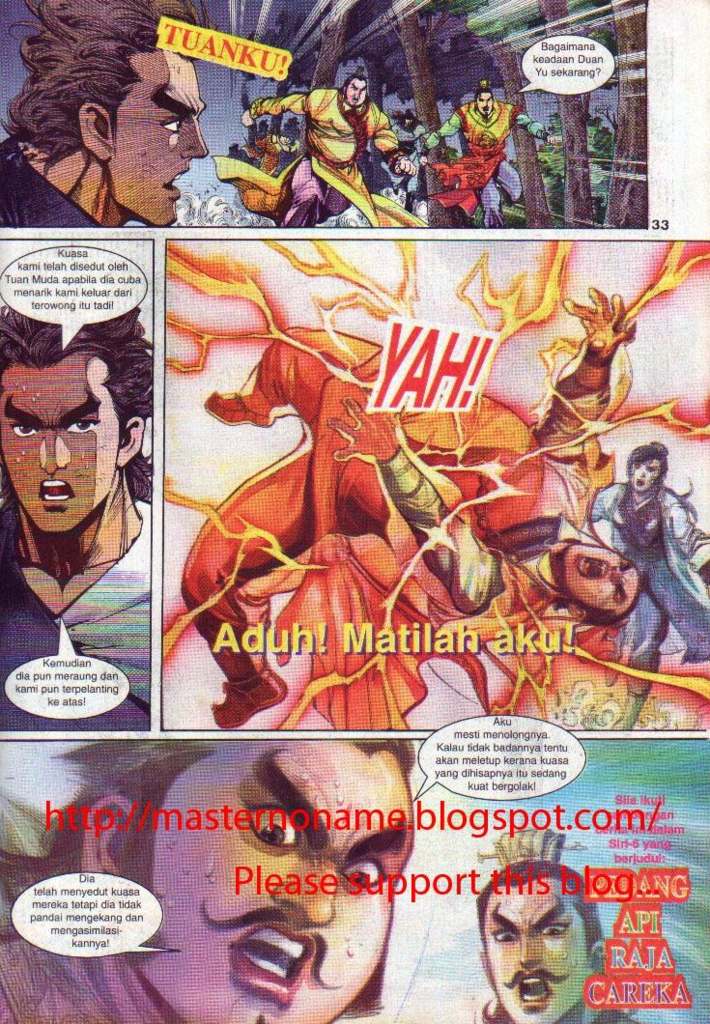 TUANKU!
Bagaimana
keadaan Duan
Yu sekarang?
33
Kuasa
kami telah disedut oleh
Tuan Muda apabila dia cuba
menarik kami keluar dari
terowong itu tadi!
YAH!
Aduh! Matilah aku!
Kemudian
dia pun meraung dan
kami pun terpelanting
ke atas!
Aku
mesti menolongnya.
Kalau tidak badannya tentu
akan meletup kerana kuasa
yang dihisapnya itu sedang
kuat bergolak!
http://masternoname.blogspot.com/
Please support this blog.
Dia
telah menyedut kuasa
mereka tetapi dia tidak
pandai mengekang dan
mengasimilasi-
kannya!
Sila ikuti
dalam
Siri-6 yang
berjudul:
API
RAJA
CAREKA